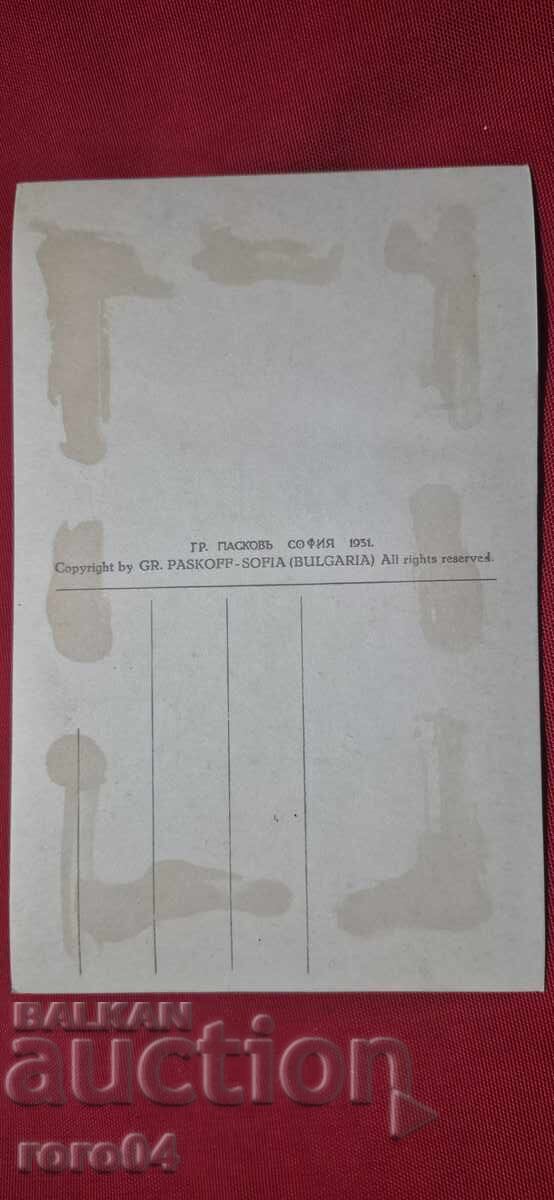 ГР. ПАСКОВЪ СОФИЯ 1931.
Copyright by GR. PASKOFF-SOFIA (BULGARIA) All rights reserved.
BALKAN
auction
roro04